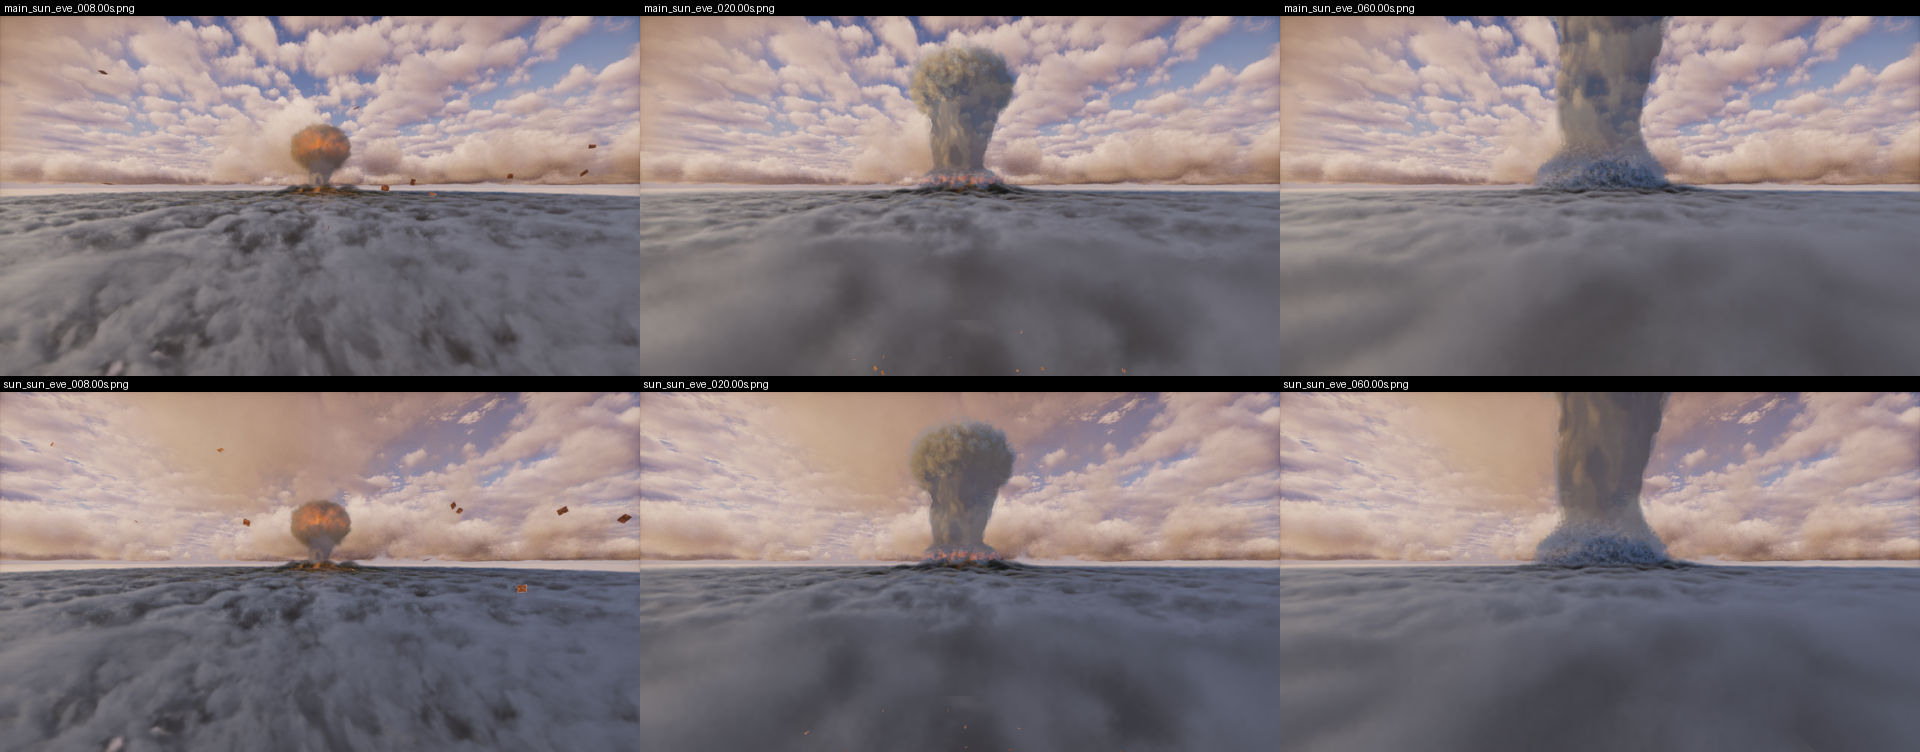 main_sun_eve_008.00s.png
main_sun_eve_020.00s.png
main_sun_eve_060.00s.png
sun_sun_eve_008.00s.png
sun_sun_eve_020.00s.png
sun_sun_eve_060.00s.png